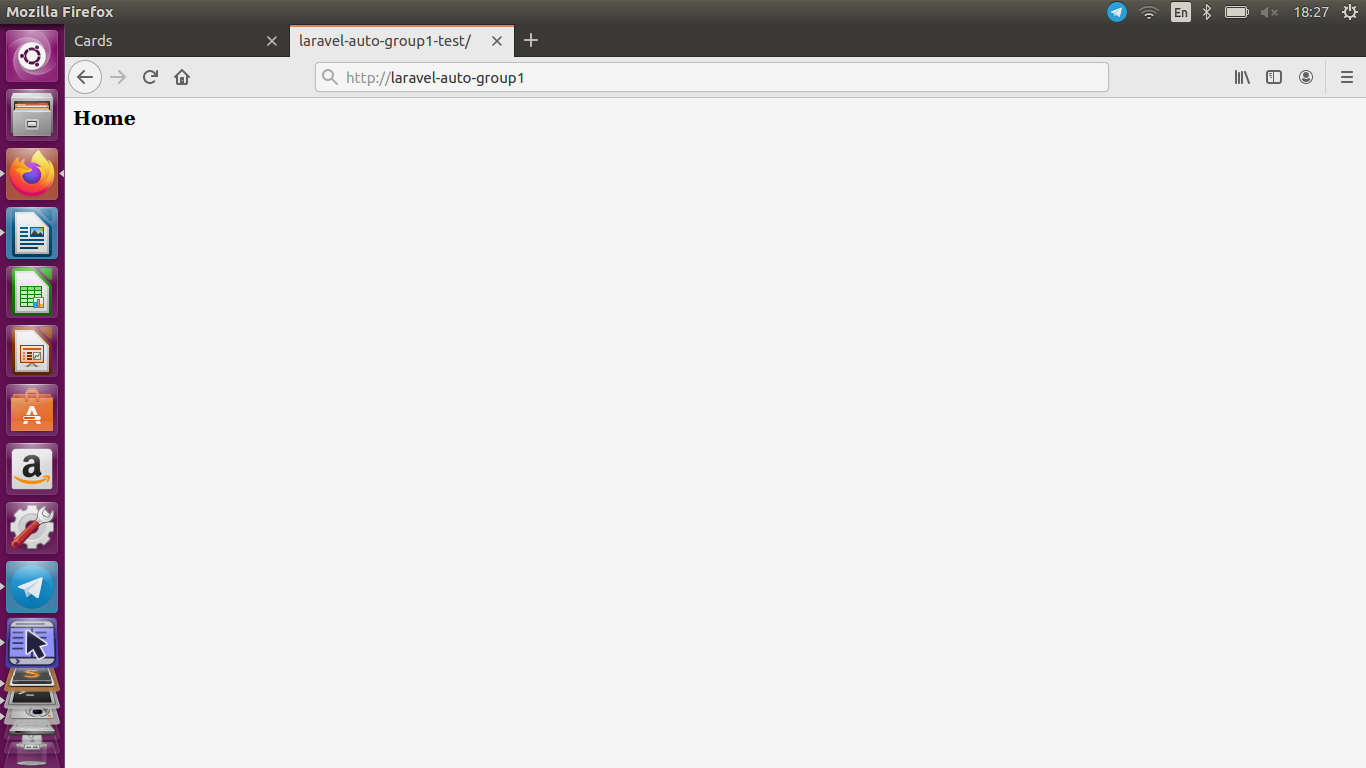 Mozilla Firefox
En
18:27
Cards
laravel-auto-group1-test/
http://laravel-auto-group1
Home
A
a
S